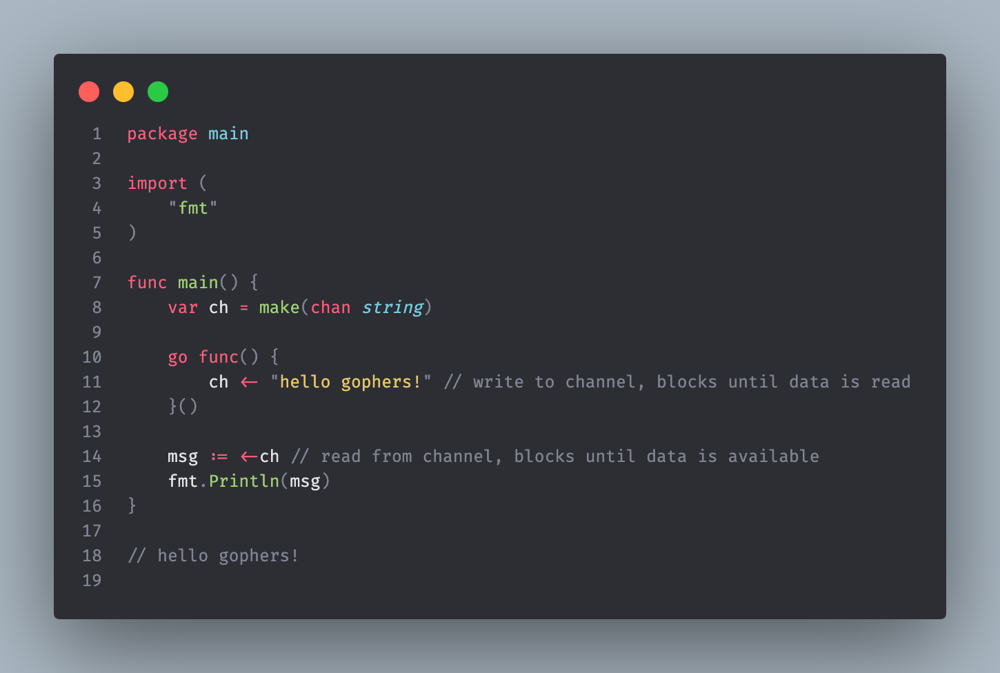 1 package main
2
3 import (
4     "fmt"
5 )
6
7 func main() {
8     var ch = make(chan string)
9
10     go func() {
11         ch <- "hello gophers!" // write to channel, blocks until data is read
12     }()
13
14     msg := <-ch // read from channel, blocks until data is available
15     fmt.Println(msg)
16 }
17
18 // hello gophers!
19